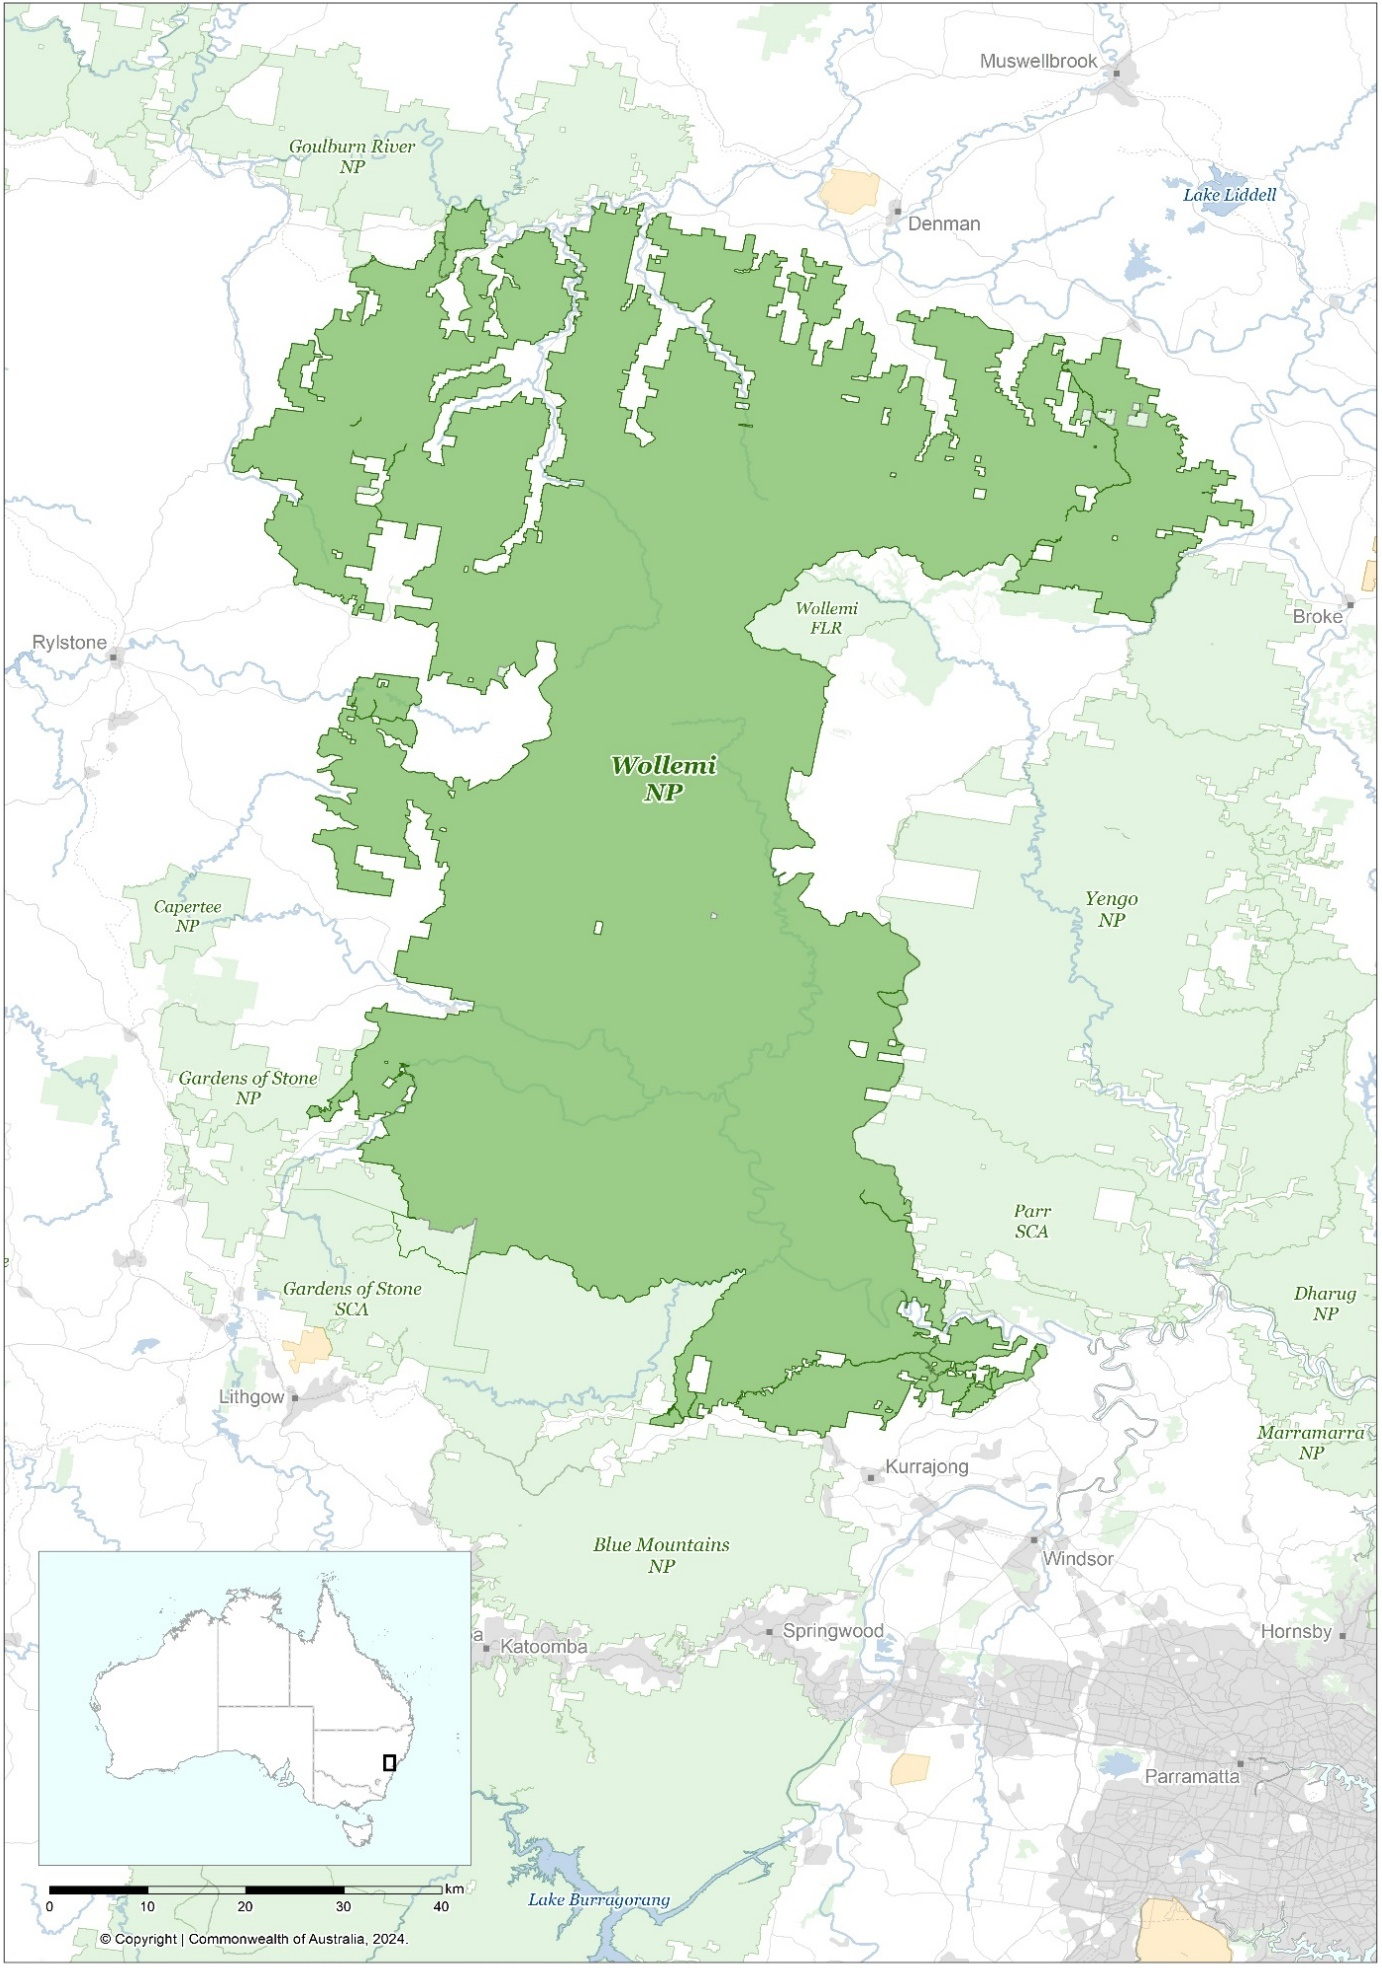 Muswellbrook
Goulburn River
NP
Lake Liddell
Denman
Wollemi
FLR
Broke
Rylstone
Wollemi
NP
Capertee
NP
Yengo
NP
Gardens of Stone
NP
Parr
SCA
Gardens of Stone
SCA
Dharug
NP
Lithgow
Marramarra
NP
Kurrajong
Blue Mountains
NP
Windsor
Springwood
Hornsby
a
Katoomba
Parramatta
Lake Burragorang
km
0 10 20 30 40
© Copyright | Commonwealth of Australia, 2024.